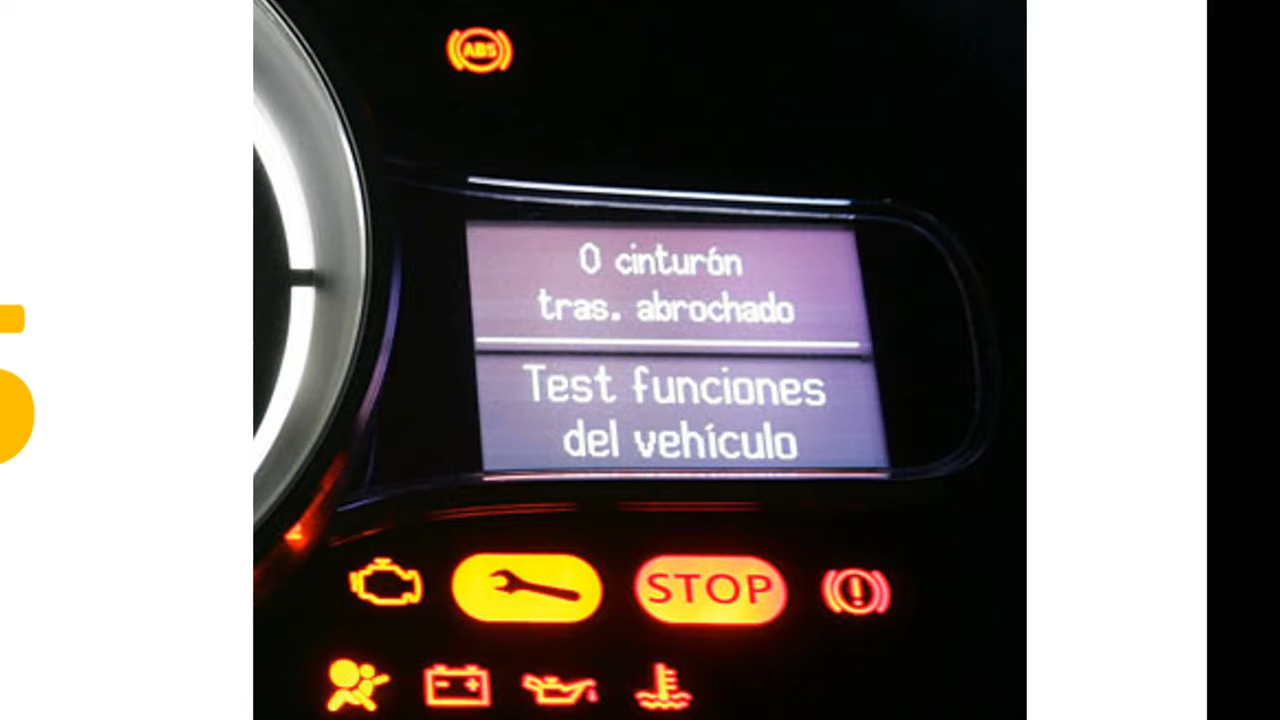 ABS
0 cinturón
tras. abrochado
Test funciones
del vehículo
STOP